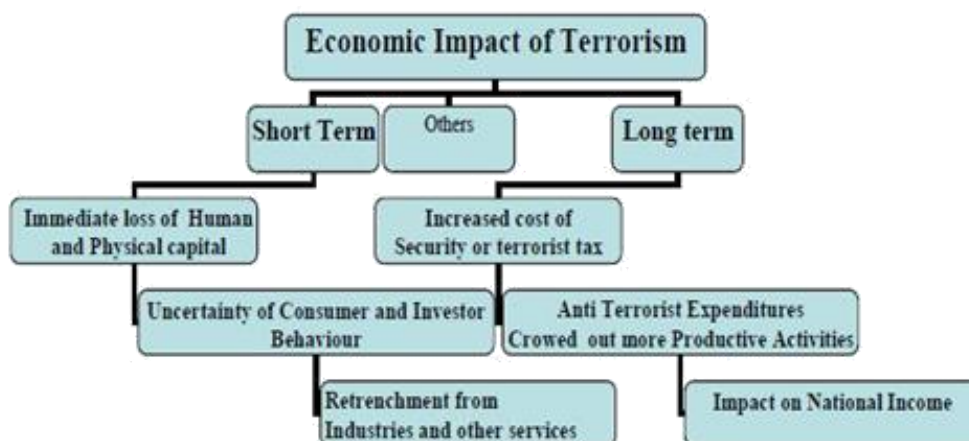 Economic Impact of Terrorism
Short Term
Others
Long term
Immediate loss of Human
and Physical capital
Increased cost of
Security or terrorist tax
Uncertainty of Consumer and Investor
Behaviour
Anti Terrorist Expenditures
Crowed out more Productive Activities
Retrenchment from
Industries and other services
Impact on National Income